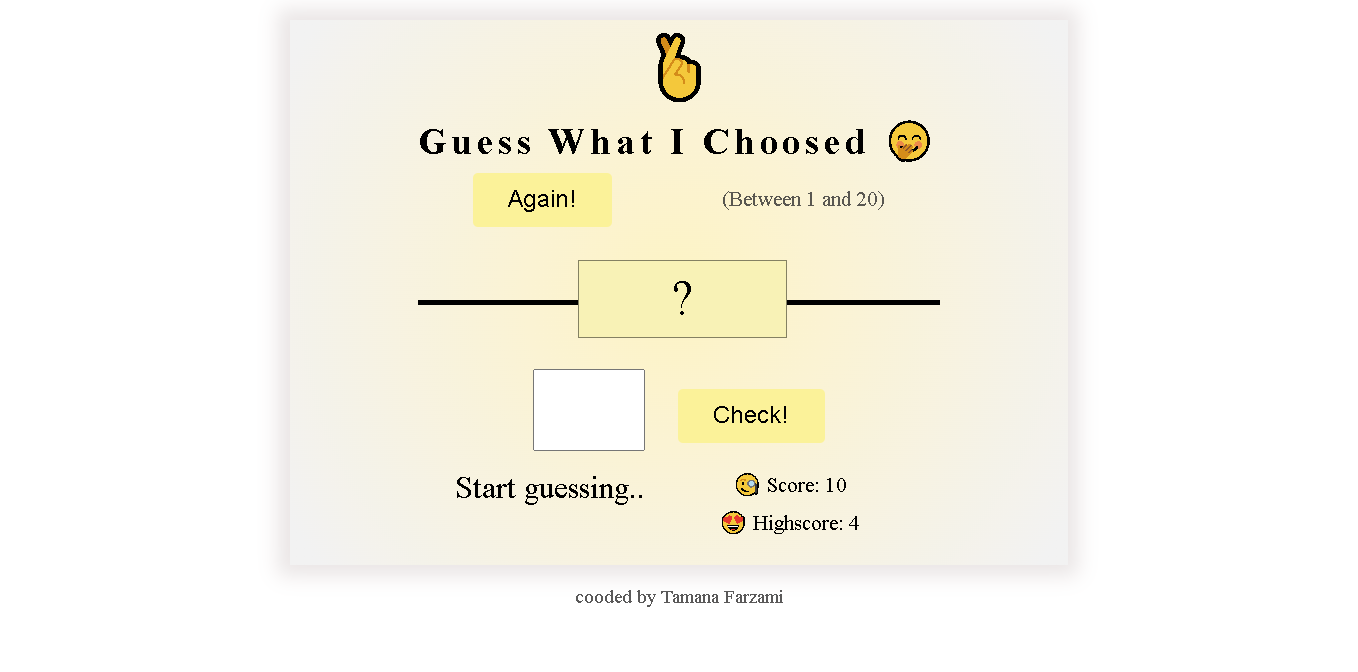 Guess What I Choosed 🤭
Again!
(Between 1 and 20)
?
Check!
Start guessing..
🧐 Score: 10
😍 Highscore: 4
cooded by Tamana Farzami